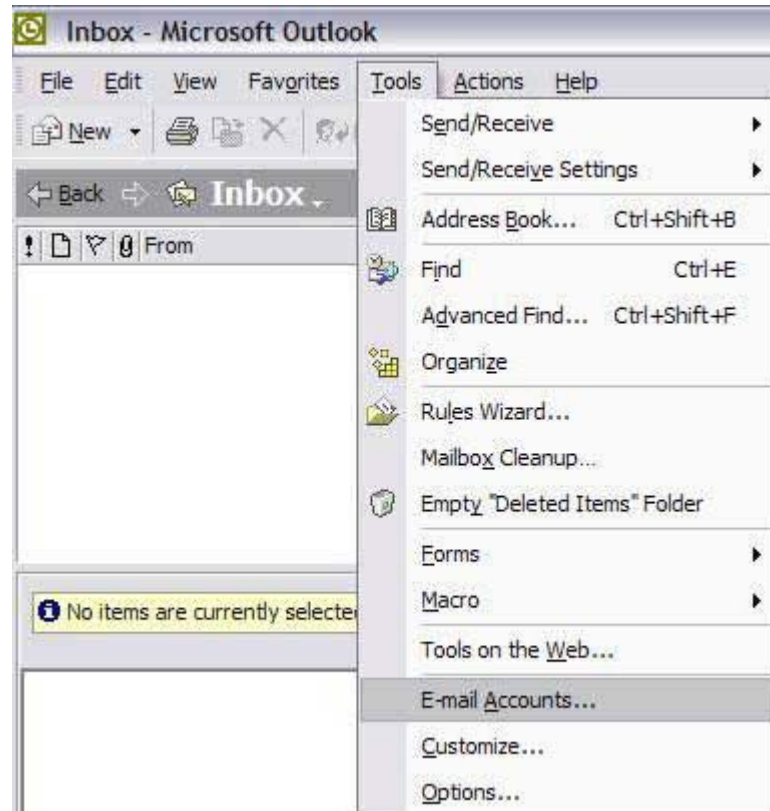 Inbox - Microsoft Outlook
File Edit View Favorites Tools Actions Help
New
Back Inbox
! From
No items are currently selected
Send/Receive
Send/Receive Settings
Address Book... Ctrl+Shift+B
Find Ctrl+E
Advanced Find... Ctrl+Shift+F
Organize
Rules Wizard...
Mailbox Cleanup...
Empty "Deleted Items" Folder
Forms
Macro
Tools on the Web...
E-mail Accounts...
Customize...
Options...